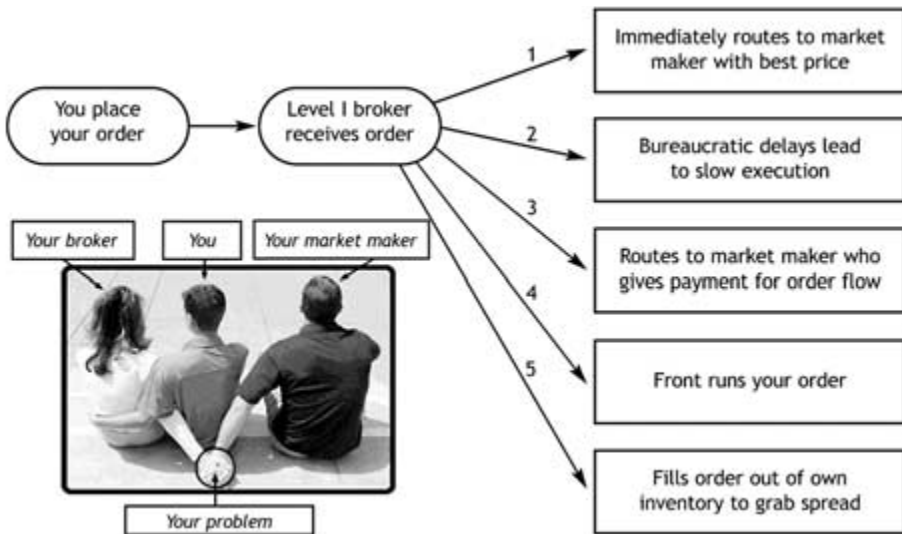 You place
your order
Level I broker
receives order
1
Immediately routes to market
maker with best price
2
Bureaucratic delays lead
to slow execution
3
Routes to market maker who
gives payment for order flow
4
Front runs your order
5
Fills order out of own
inventory to grab spread
Your broker
You
Your market maker
Your problem